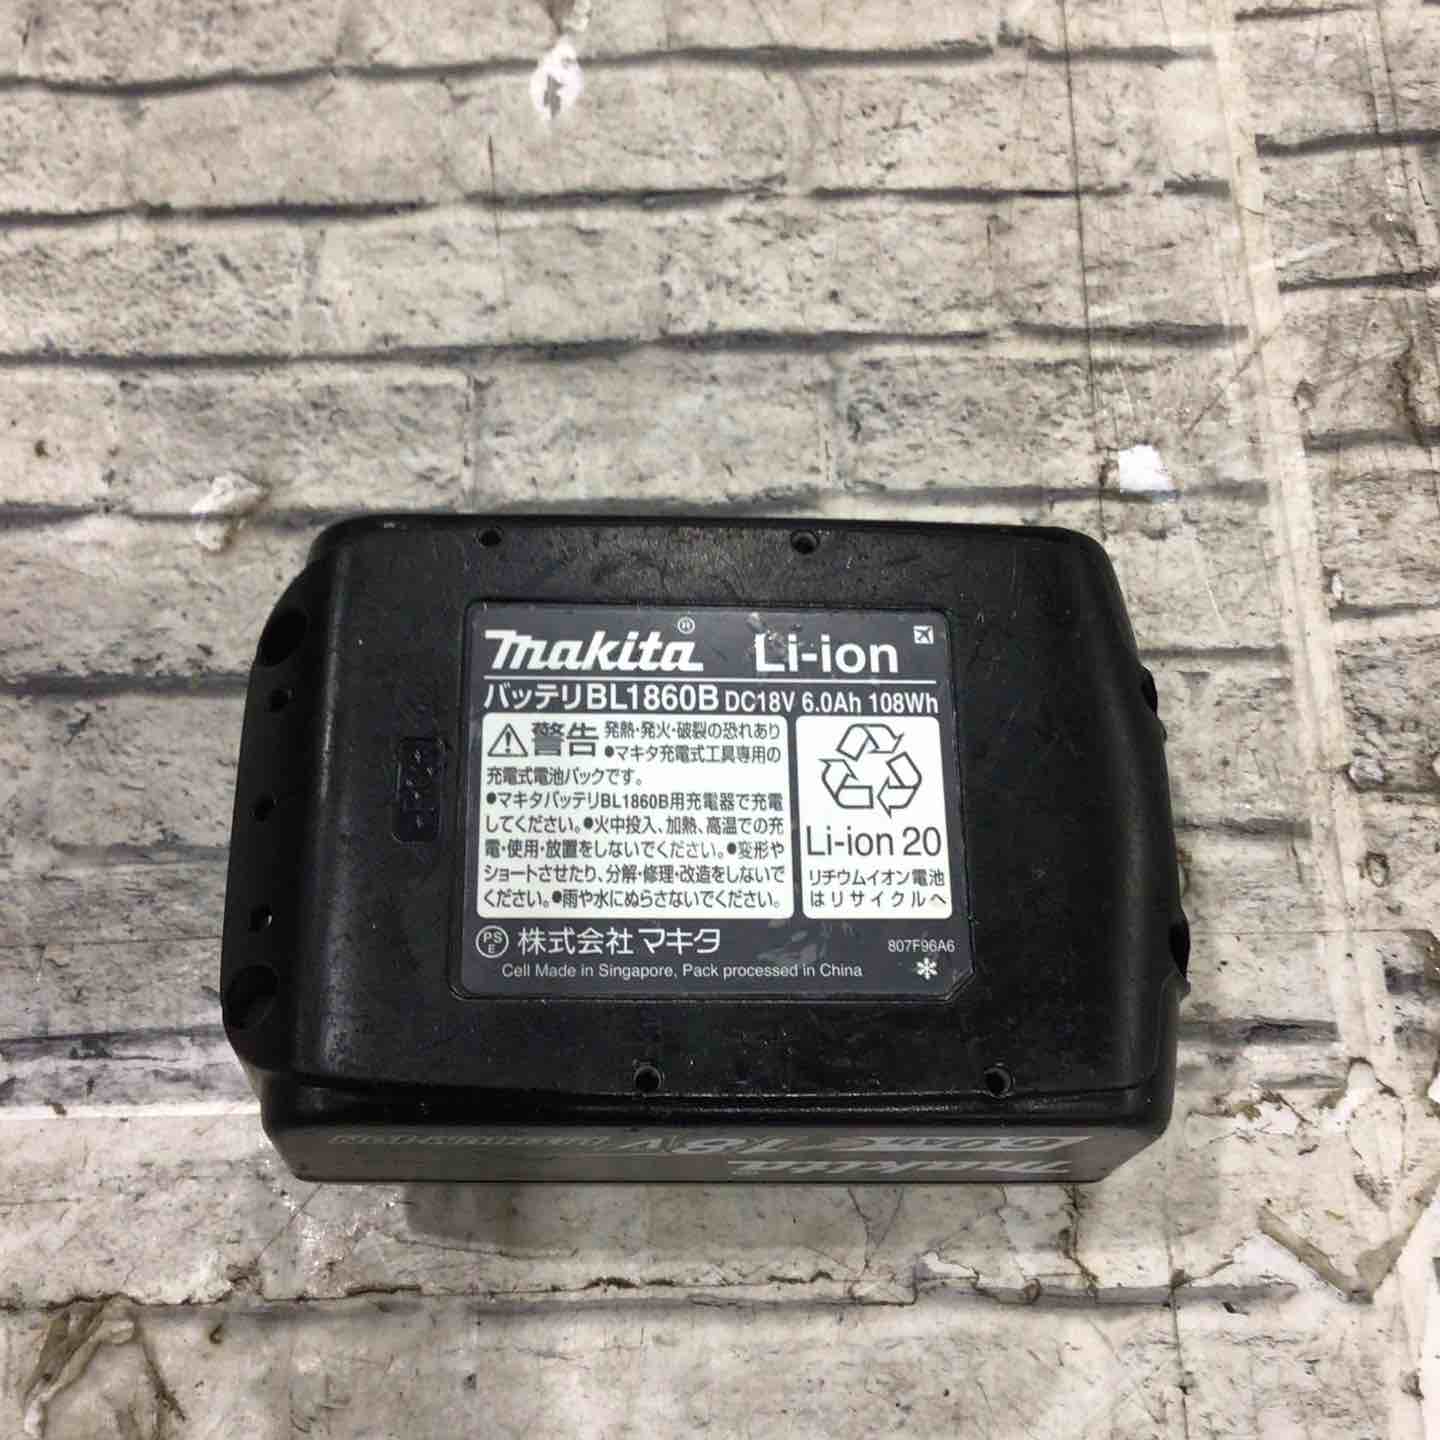 makita ® Li-ion
バッテリBL1860B DC18V 6.0Ah 108Wh
警告 発熱・発火・破裂の恐れあり
●マキタ充電式工具専用の
充電式電池パックです。
●マキタバッテリBL1860B用充電器で充電
してください。●火中投入、加熱、高温での充
電・使用・放置をしないでください。●変形や
ショートさせたり、分解・修理・改造をしないで
ください。●雨や水にぬらさないでください。
Li-ion 20
リチウムイオン電池
はリサイクルへ
PS
E
株式会社マキタ
807F96A6
Cell Made in Singapore, Pack processed in China
makita
18V